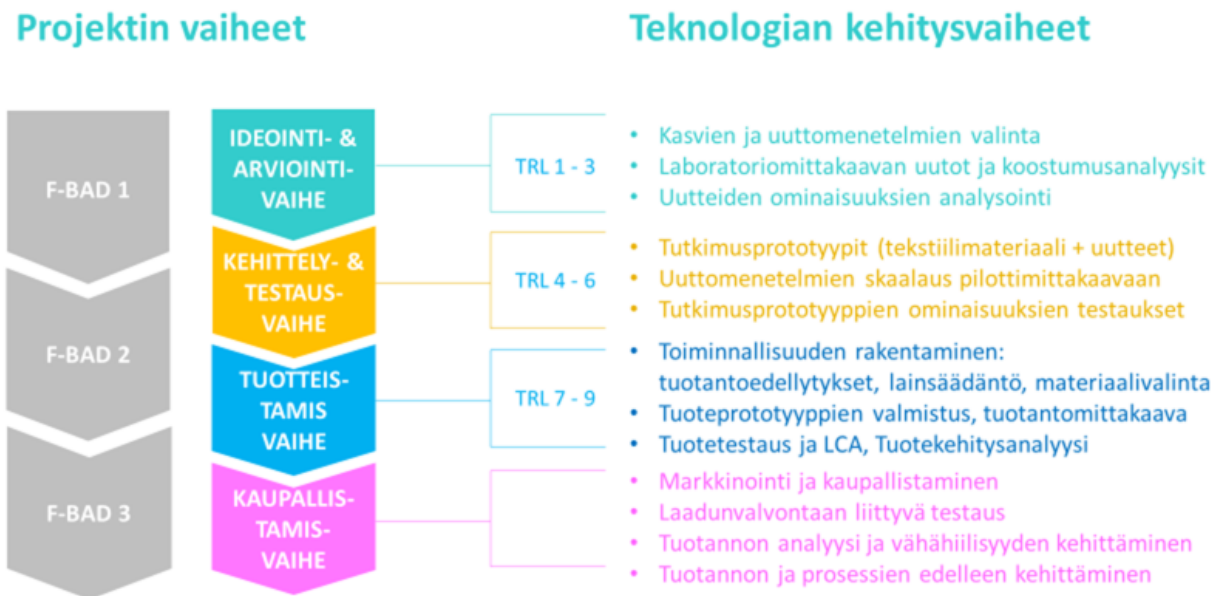 Projektin vaiheet
Teknologian kehitysvaiheet
F-BAD 1
F-BAD 2
F-BAD 3
IDEOINTI- &
ARVIOINTI-
VAIHE
TRL 1 - 3
• Kasvien ja uuttomenetelmien valinta
• Laboratoriomittakaavan uutot ja koostumusanalyysit
• Uutteiden ominaisuuksien analysointi
KEHITTELY- &
TESTAUS-
VAIHE
TRL 4 - 6
• Tutkimusprototyypit (tekstiilimateriaali + uutteet)
• Uuttomenetelmien skaalaus pilottimittakaavaan
• Tutkimusprototyyppien ominaisuuksien testaukset
TUOTTEIS-
TAMIS
VAIHE
TRL 7 - 9
• Toiminnallisuuden rakentaminen:
tuotantoedellytykset, lainsäädäntö, materiaalivalinta
• Tuoteprototyyppien valmistus, tuotantomittakaava
• Tuotetestaus ja LCA, Tuotekehitysanalyysi
KAUPALLIS-
TAMIS-
VAIHE
• Markkinointi ja kaupallistaminen
• Laadunvalvontaan liittyvä testaus
• Tuotannon analyysi ja vähähiilisyyden kehittäminen
• Tuotannon ja prosessien edelleen kehittäminen